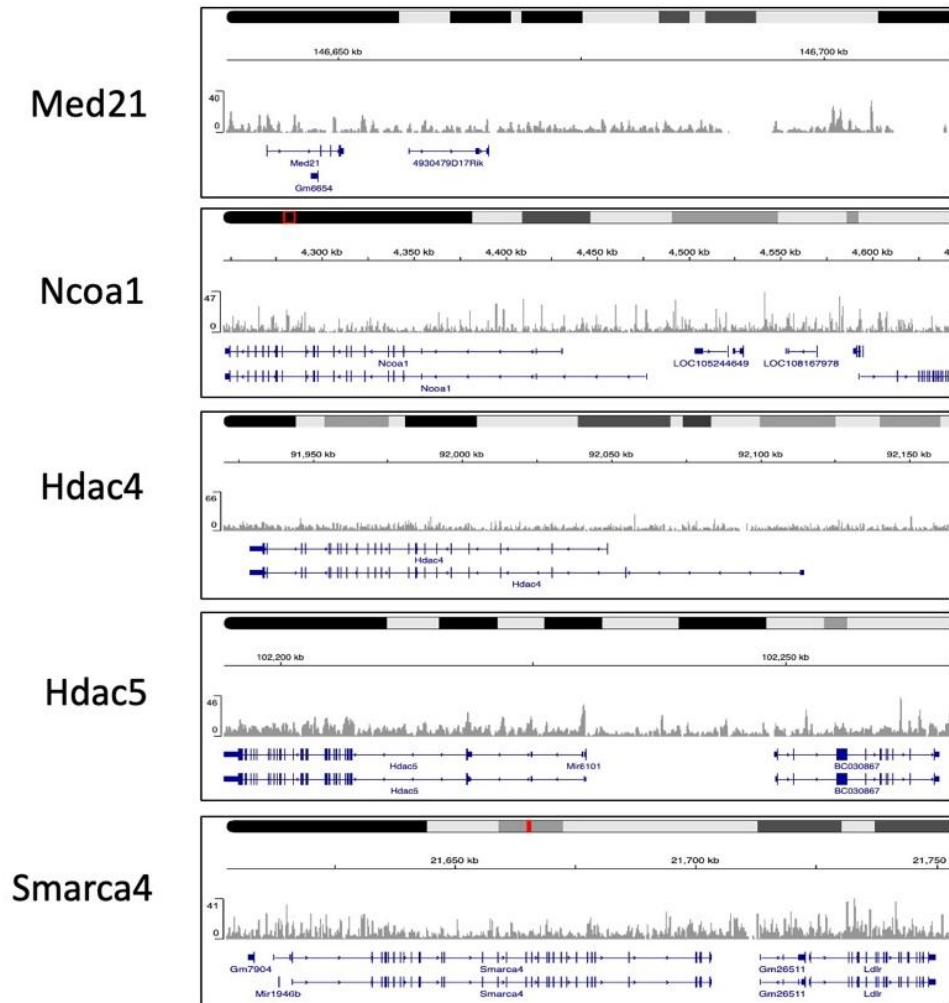 Med21
146,650 kb 146,700 kb
40
0
Med21 4930479D17Rik
Gm6654
Ncoa1
4,300 kb 4,350 kb 4,400 kb 4,450 kb 4,500 kb 4,550 kb 4,600 kb
47
0
Ncoa1 LOC105244649 LOC108167978
Ncoa1
Hdac4
91,950 kb 92,000 kb 92,050 kb 92,100 kb 92,150 kb
66
0
Hdac4
Hdac4
Hdac5
102,200 kb 102,250 kb
46
0
Hdac5 Mir6101 BC030867
Hdac5 BC030867
Smarca4
21,650 kb 21,700 kb 21,750
41
0
Gm7904 Smarca4 Gm26511 Ldlr
Mir1946b Smarca4 Gm26511 Ldlr